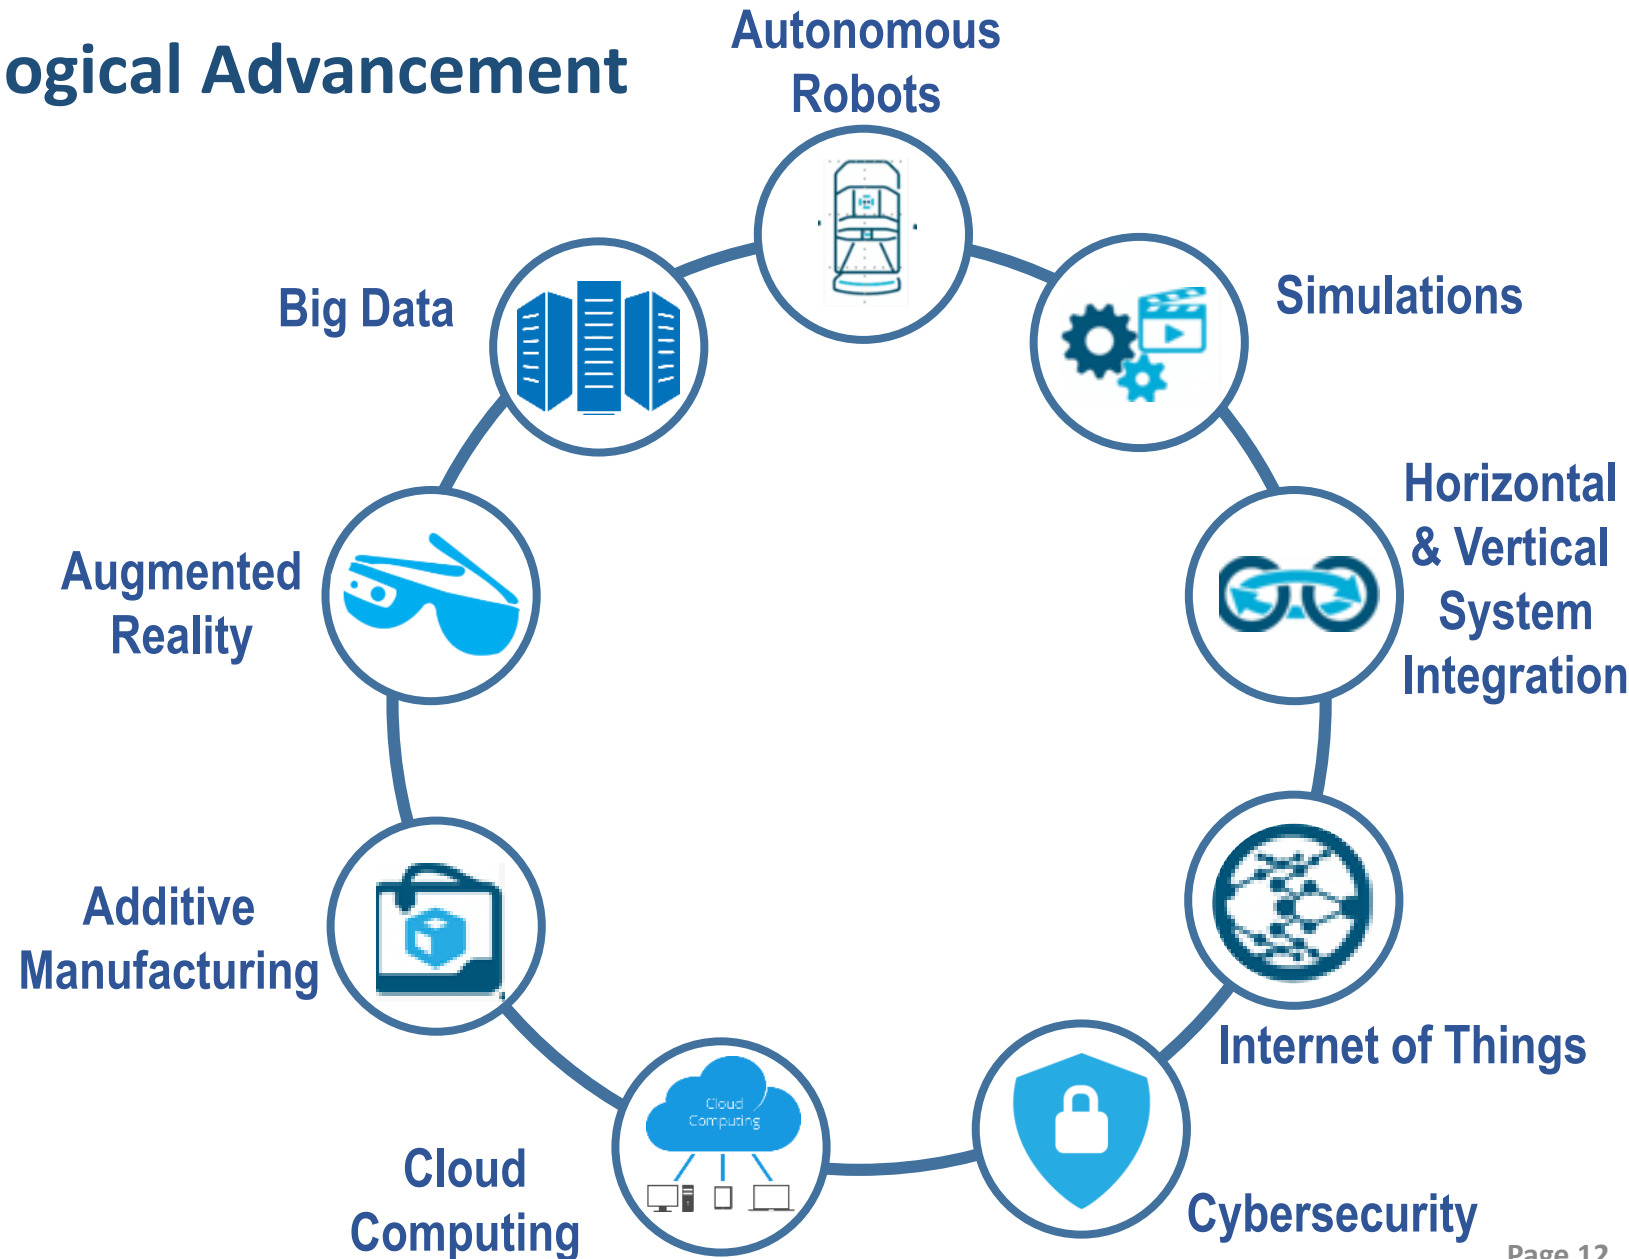 ogical Advancement
Autonomous
Robots
Simulations
Horizontal
& Vertical
System
Integration
Internet of Things
Cybersecurity
Cloud
Computing
Cloud
Computing
Additive
Manufacturing
Augmented
Reality
Big Data
Page 12